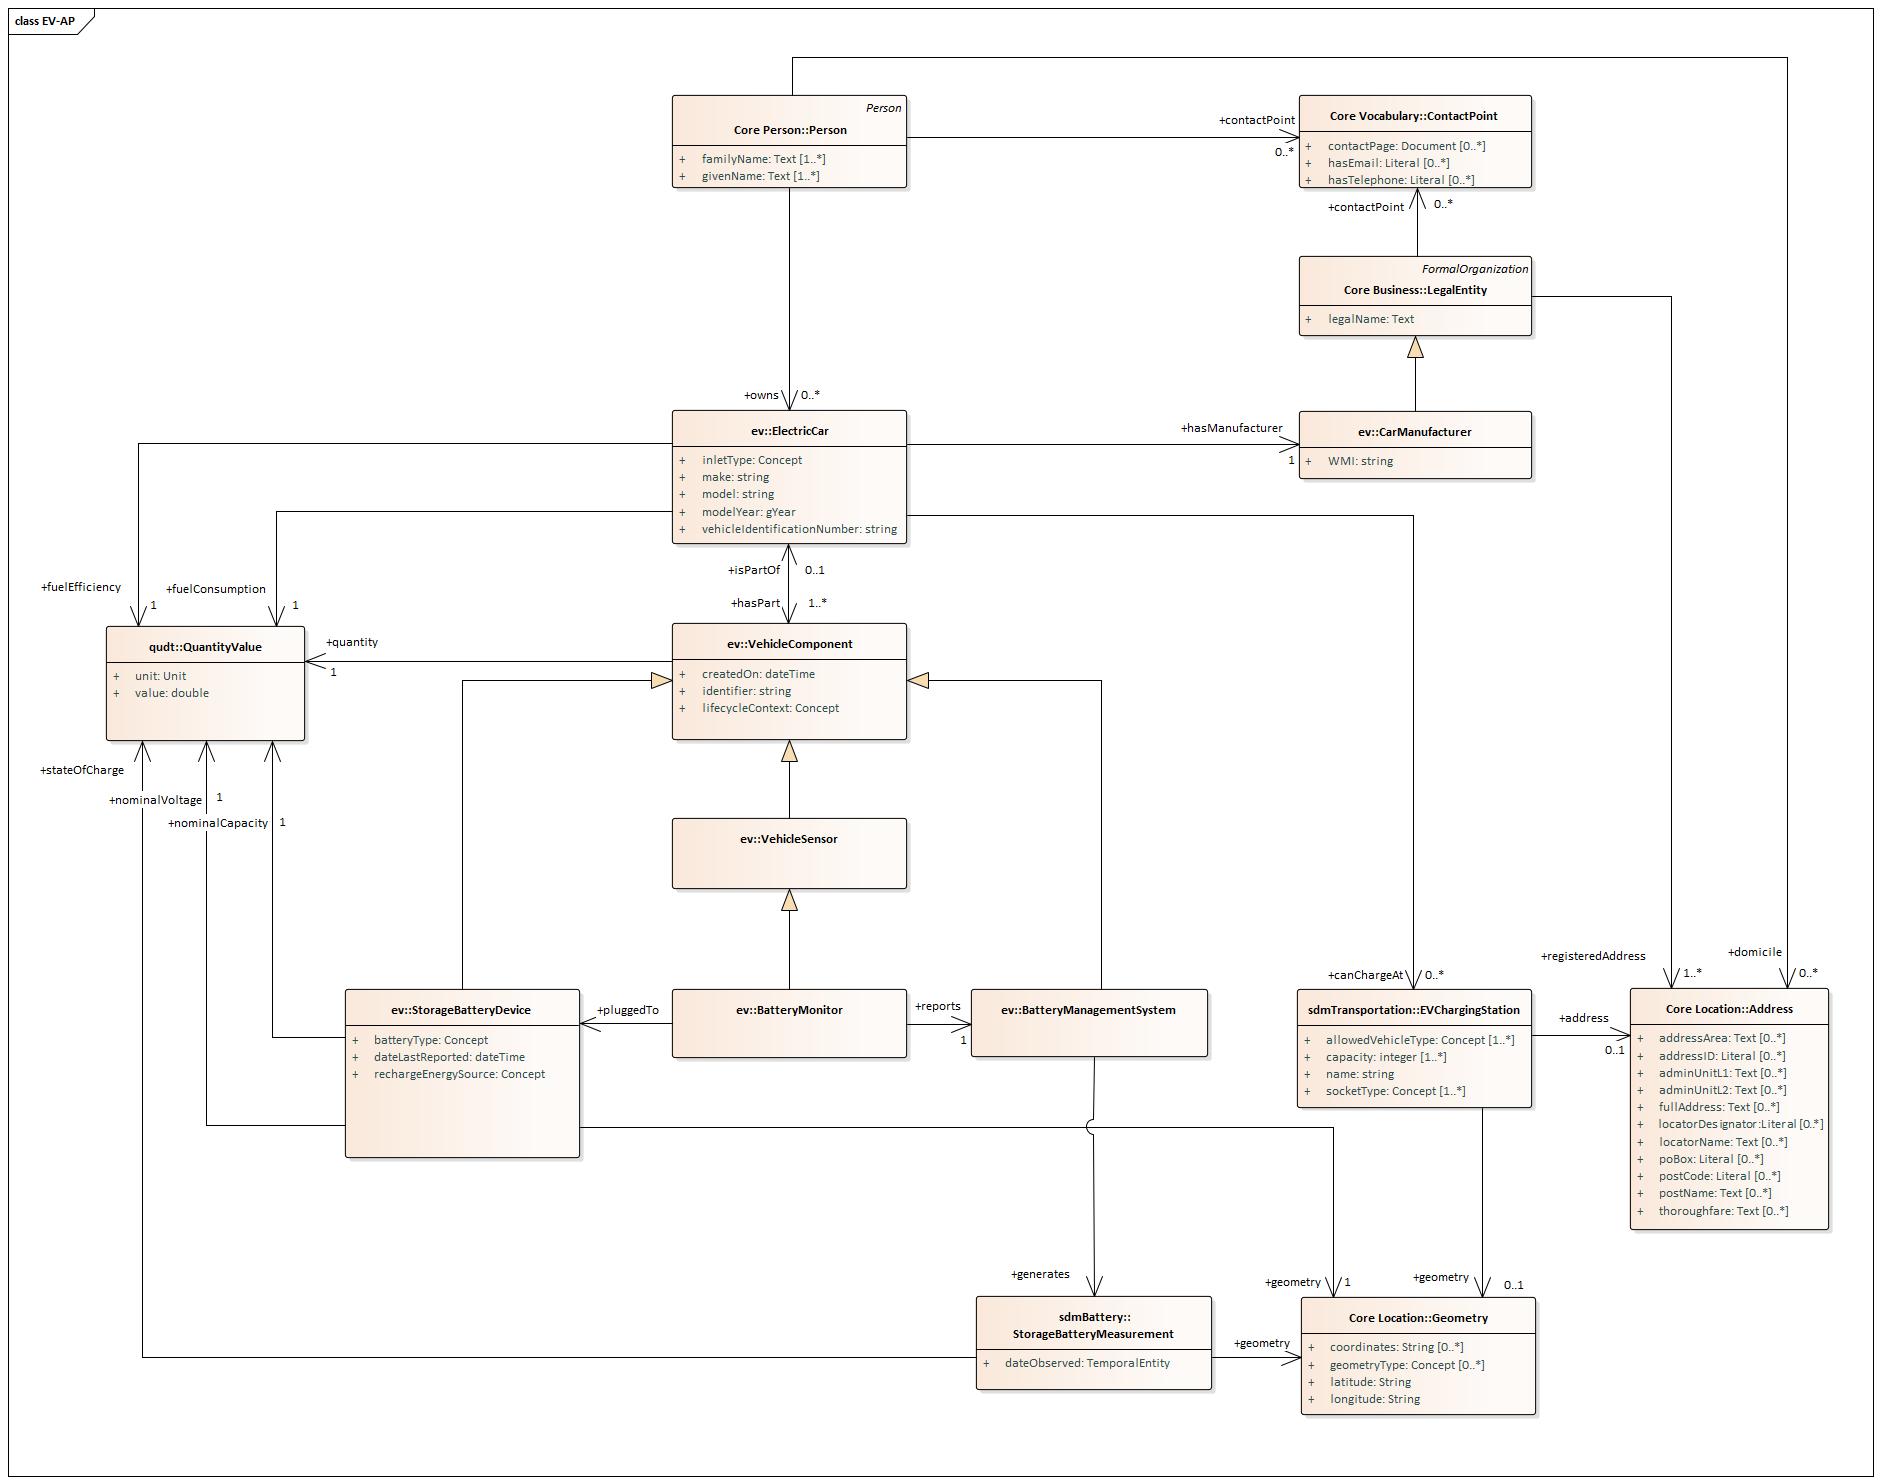 class EV-AP
Person
Core Person::Person
+ familyName: Text [1..*]
+ givenName: Text [1..*]
+contactPoint
0..*
Core Vocabulary::ContactPoint
+ contactPage: Document [0..*]
+ hasEmail: Literal [0..*]
+ hasTelephone: Literal [0..*]
+contactPoint 0..*
FormalOrganization
Core Business::LegalEntity
+ legalName: Text
+owns 0..*
ev::ElectricCar
+ inletType: Concept
+ make: string
+ model: string
+ modelYear: gYear
+ vehicleIdentificationNumber: string
+hasManufacturer
1
ev::CarManufacturer
+ WMI: string
+fuelEfficiency
1
+fuelConsumption
1
+isPartOf 0..1
+hasPart 1..*
qudt::QuantityValue
+ unit: Unit
+ value: double
+quantity
1
ev::VehicleComponent
+ createdOn: dateTime
+ identifier: string
+ lifecycleContext: Concept
+stateOfCharge
+nominalVoltage 1
+nominalCapacity 1
ev::VehicleSensor
+canChargeAt 0..*
+registeredAddress
1..*
+domicile
0..*
ev::StorageBatteryDevice
+ batteryType: Concept
+ dateLastReported: dateTime
+ rechargeEnergySource: Concept
+pluggedTo
ev::BatteryMonitor
+reports
1
ev::BatteryManagementSystem
sdmTransportation::EVChargingStation
+ allowedVehicleType: Concept [1..*]
+ capacity: integer [1..*]
+ name: string
+ socketType: Concept [1..*]
+address
0..1
Core Location::Address
+ addressArea: Text [0..*]
+ addressID: Literal [0..*]
+ adminUnitL1: Text [0..*]
+ adminUnitL2: Text [0..*]
+ fullAddress: Text [0..*]
+ locatorDesignator:Literal [0..*]
+ locatorName: Text [0..*]
+ poBox: Literal [0..*]
+ postCode: Literal [0..*]
+ postName: Text [0..*]
+ thoroughfare: Text [0..*]
+generates
+geometry 1
+geometry 0..1
sdmBattery::
StorageBatteryMeasurement
+ dateObserved: TemporalEntity
+geometry
Core Location::Geometry
+ coordinates: String [0..*]
+ geometryType: Concept [0..*]
+ latitude: String
+ longitude: String